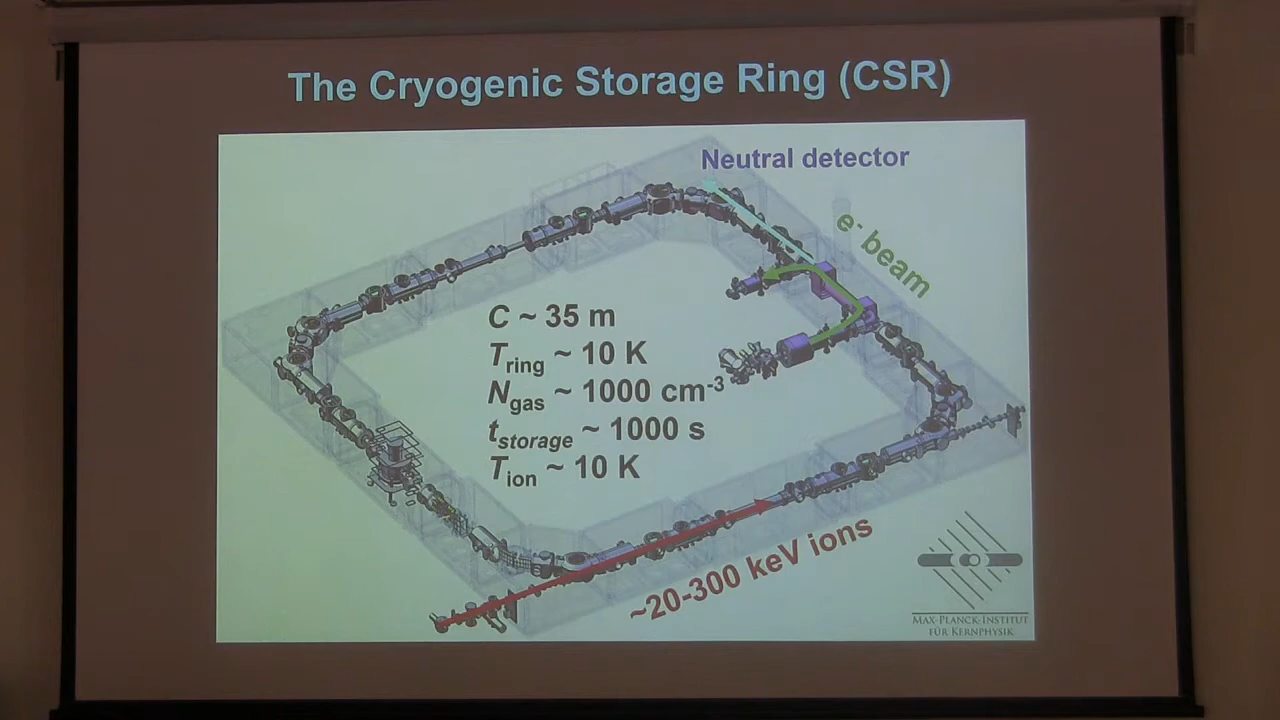 The Cryogenic Storage Ring (CSR)
Neutral detector
e⁻ beam
C ~ 35 m
T_ring ~ 10 K
N_gas ~ 1000 cm⁻³
t_storage ~ 1000 s
T_ion ~ 10 K
~20-300 keV ions
MAX-PLANCK-INSTITUT
FÜR KERNPHYSIK